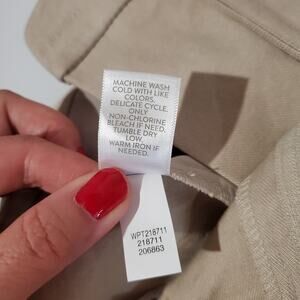 MACHINE WASH
COLD WITH LIKE
COLORS,
DELICATE CYCLE.
ONLY
NON-CHLORINE
BLEACH IF NEED.
TUMBLE DRY
LOW.
WARM IRON IF
NEEDED.
WPT218711
218711
206863